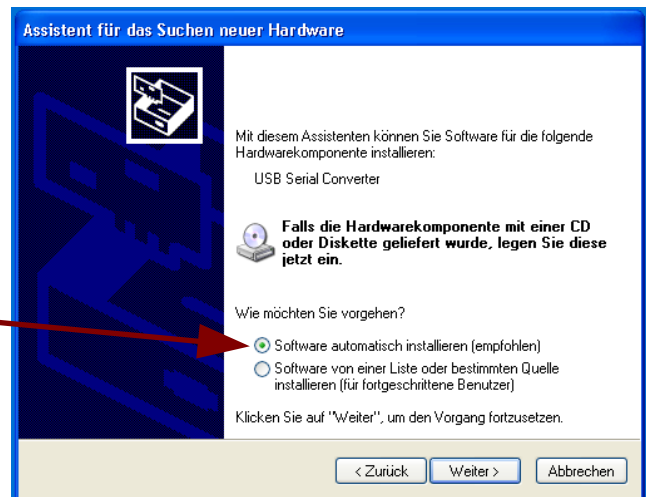 Assistent für das Suchen neuer Hardware
Mit diesem Assistenten können Sie Software für die folgende
Hardwarekomponente installieren:
USB Serial Converter
Falls die Hardwarekomponente mit einer CD
oder Diskette geliefert wurde, legen Sie diese
jetzt ein.
Wie möchten Sie vorgehen?
Software automatisch installieren (empfohlen)
Software von einer Liste oder bestimmten Quelle
installieren (für fortgeschrittene Benutzer)
Klicken Sie auf "Weiter", um den Vorgang fortzusetzen.
< Zurück Weiter > Abbrechen